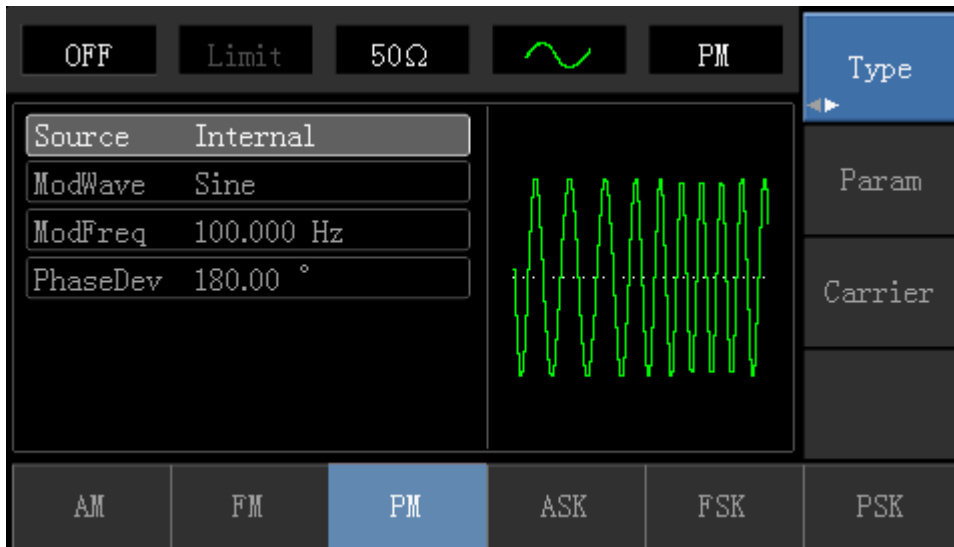 OFF Limit 50Ω PM
Type
Source Internal
ModWave Sine
ModFreq 100.000 Hz
PhaseDev 180.00 °
Param
Carrier
AM FM PM ASK FSK PSK